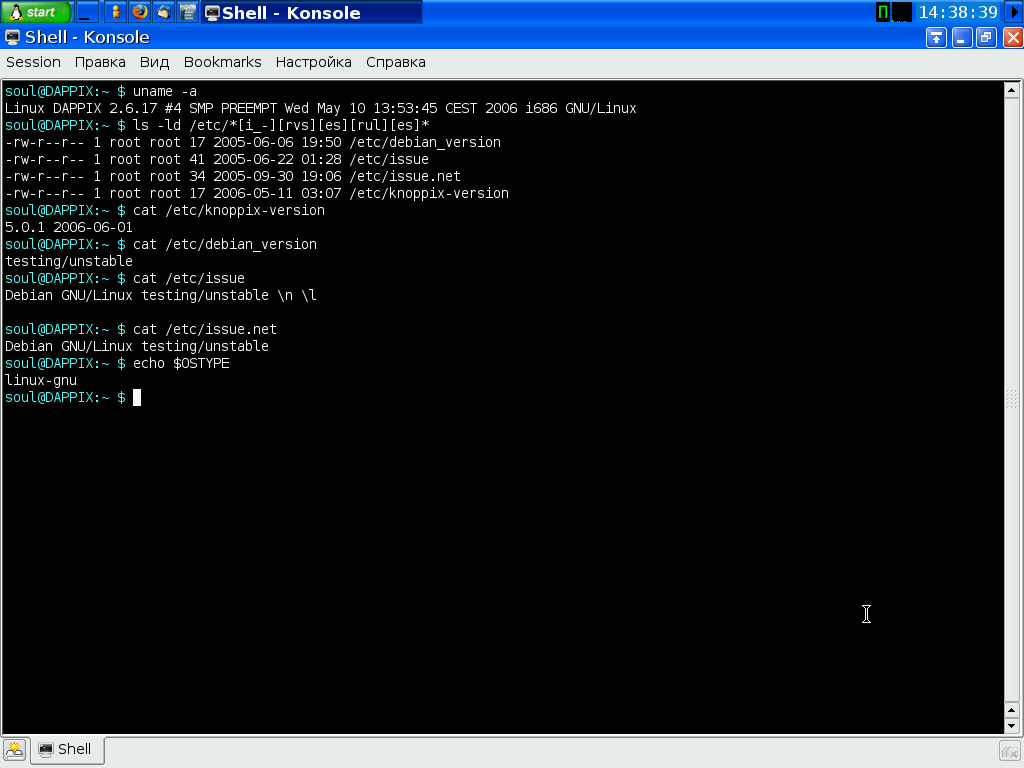 start
Shell - Konsole
14:38:39
Shell - Konsole
Session Правка Вид Bookmarks Настройка Справка
soul@DAPPIX:~ $ uname -a
Linux DAPPIX 2.6.17 #4 SMP PREEMPT Wed May 10 13:53:45 CEST 2006 i686 GNU/Linux
soul@DAPPIX:~ $ ls -ld /etc/*[i_-][rvs][es][rul][es]*
-rw-r--r-- 1 root root 17 2005-06-06 19:50 /etc/debian_version
-rw-r--r-- 1 root root 41 2005-06-22 01:28 /etc/issue
-rw-r--r-- 1 root root 34 2005-09-30 19:06 /etc/issue.net
-rw-r--r-- 1 root root 17 2006-05-11 03:07 /etc/knoppix-version
soul@DAPPIX:~ $ cat /etc/knoppix-version
5.0.1 2006-06-01
soul@DAPPIX:~ $ cat /etc/debian_version
testing/unstable
soul@DAPPIX:~ $ cat /etc/issue
Debian GNU/Linux testing/unstable \n \l
soul@DAPPIX:~ $ cat /etc/issue.net
Debian GNU/Linux testing/unstable
soul@DAPPIX:~ $ echo $OSTYPE
linux-gnu
soul@DAPPIX:~ $
Shell